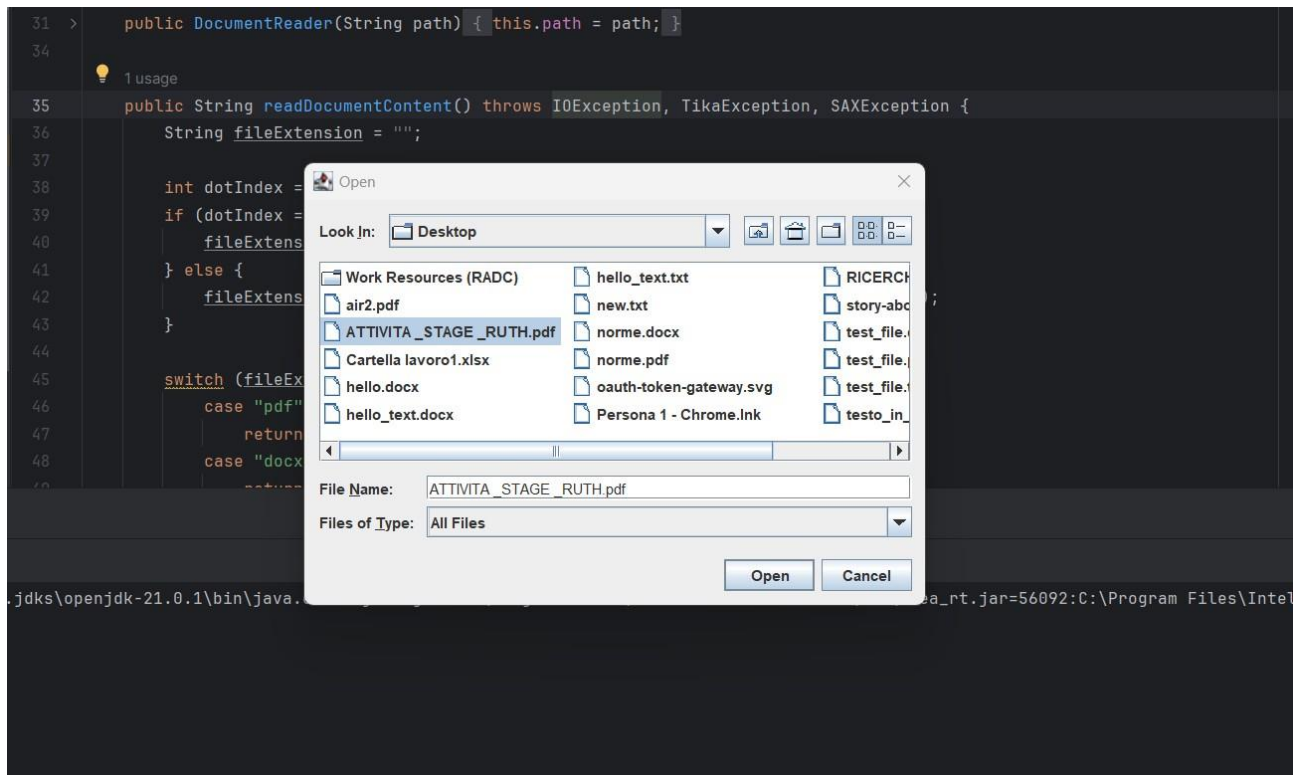 31 > public DocumentReader(String path) { this.path = path; }
34
1 usage
35 public String readDocumentContent() throws IOException, TikaException, SAXException {
36 String fileExtension = "";
37
38 int dotIndex =
39 if (dotIndex =
40 fileExtens
41 } else {
42 fileExtens );
43 }
44
45 switch (fileEx
46 case "pdf"
47 return
48 case "docx
Open
Look In: Desktop
Work Resources (RADC)
air2.pdf
ATTIVITA _STAGE _RUTH.pdf
Cartella lavoro1.xlsx
hello.docx
hello_text.docx
hello_text.txt
new.txt
norme.docx
norme.pdf
oauth-token-gateway.svg
Persona 1 - Chrome.lnk
RICERCH
story-abc
test_file.
test_file.
test_file.
testo_in_
File Name: ATTIVITA _STAGE _RUTH.pdf
Files of Type: All Files
Open Cancel
.jdks\openjdk-21.0.1\bin\java. ea_rt.jar=56092:C:\Program Files\Intel